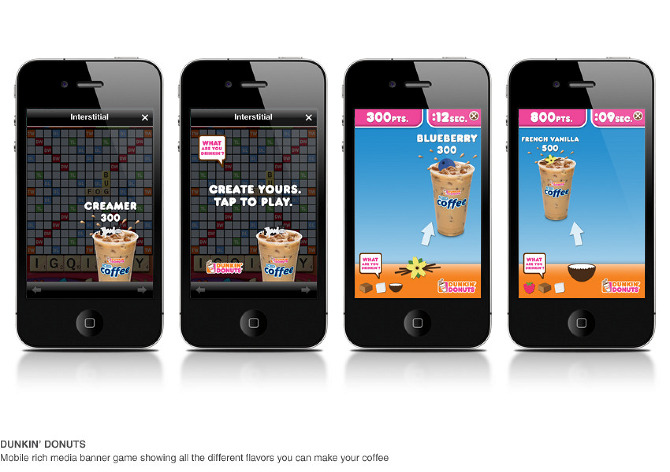 Interstitial
FOG
CREAMER
300
I G Q I Y
coffee
Interstitial
WHAT
ARE YOU
DRINKIN'?
CREATE YOURS.
TAP TO PLAY.
DUNKIN'
DONUTS
coffee
300PTS. :12SEC.
BLUEBERRY
300
coffee
WHAT
ARE YOU
DRINKIN'?
DUNKIN'
DONUTS
800PTS. :09SEC.
FRENCH VANILLA
500
coffee
WHAT
ARE YOU
DRINKIN'?
DUNKIN'
DONUTS
DUNKIN' DONUTS
Mobile rich media banner game showing all the different flavors you can make your coffee